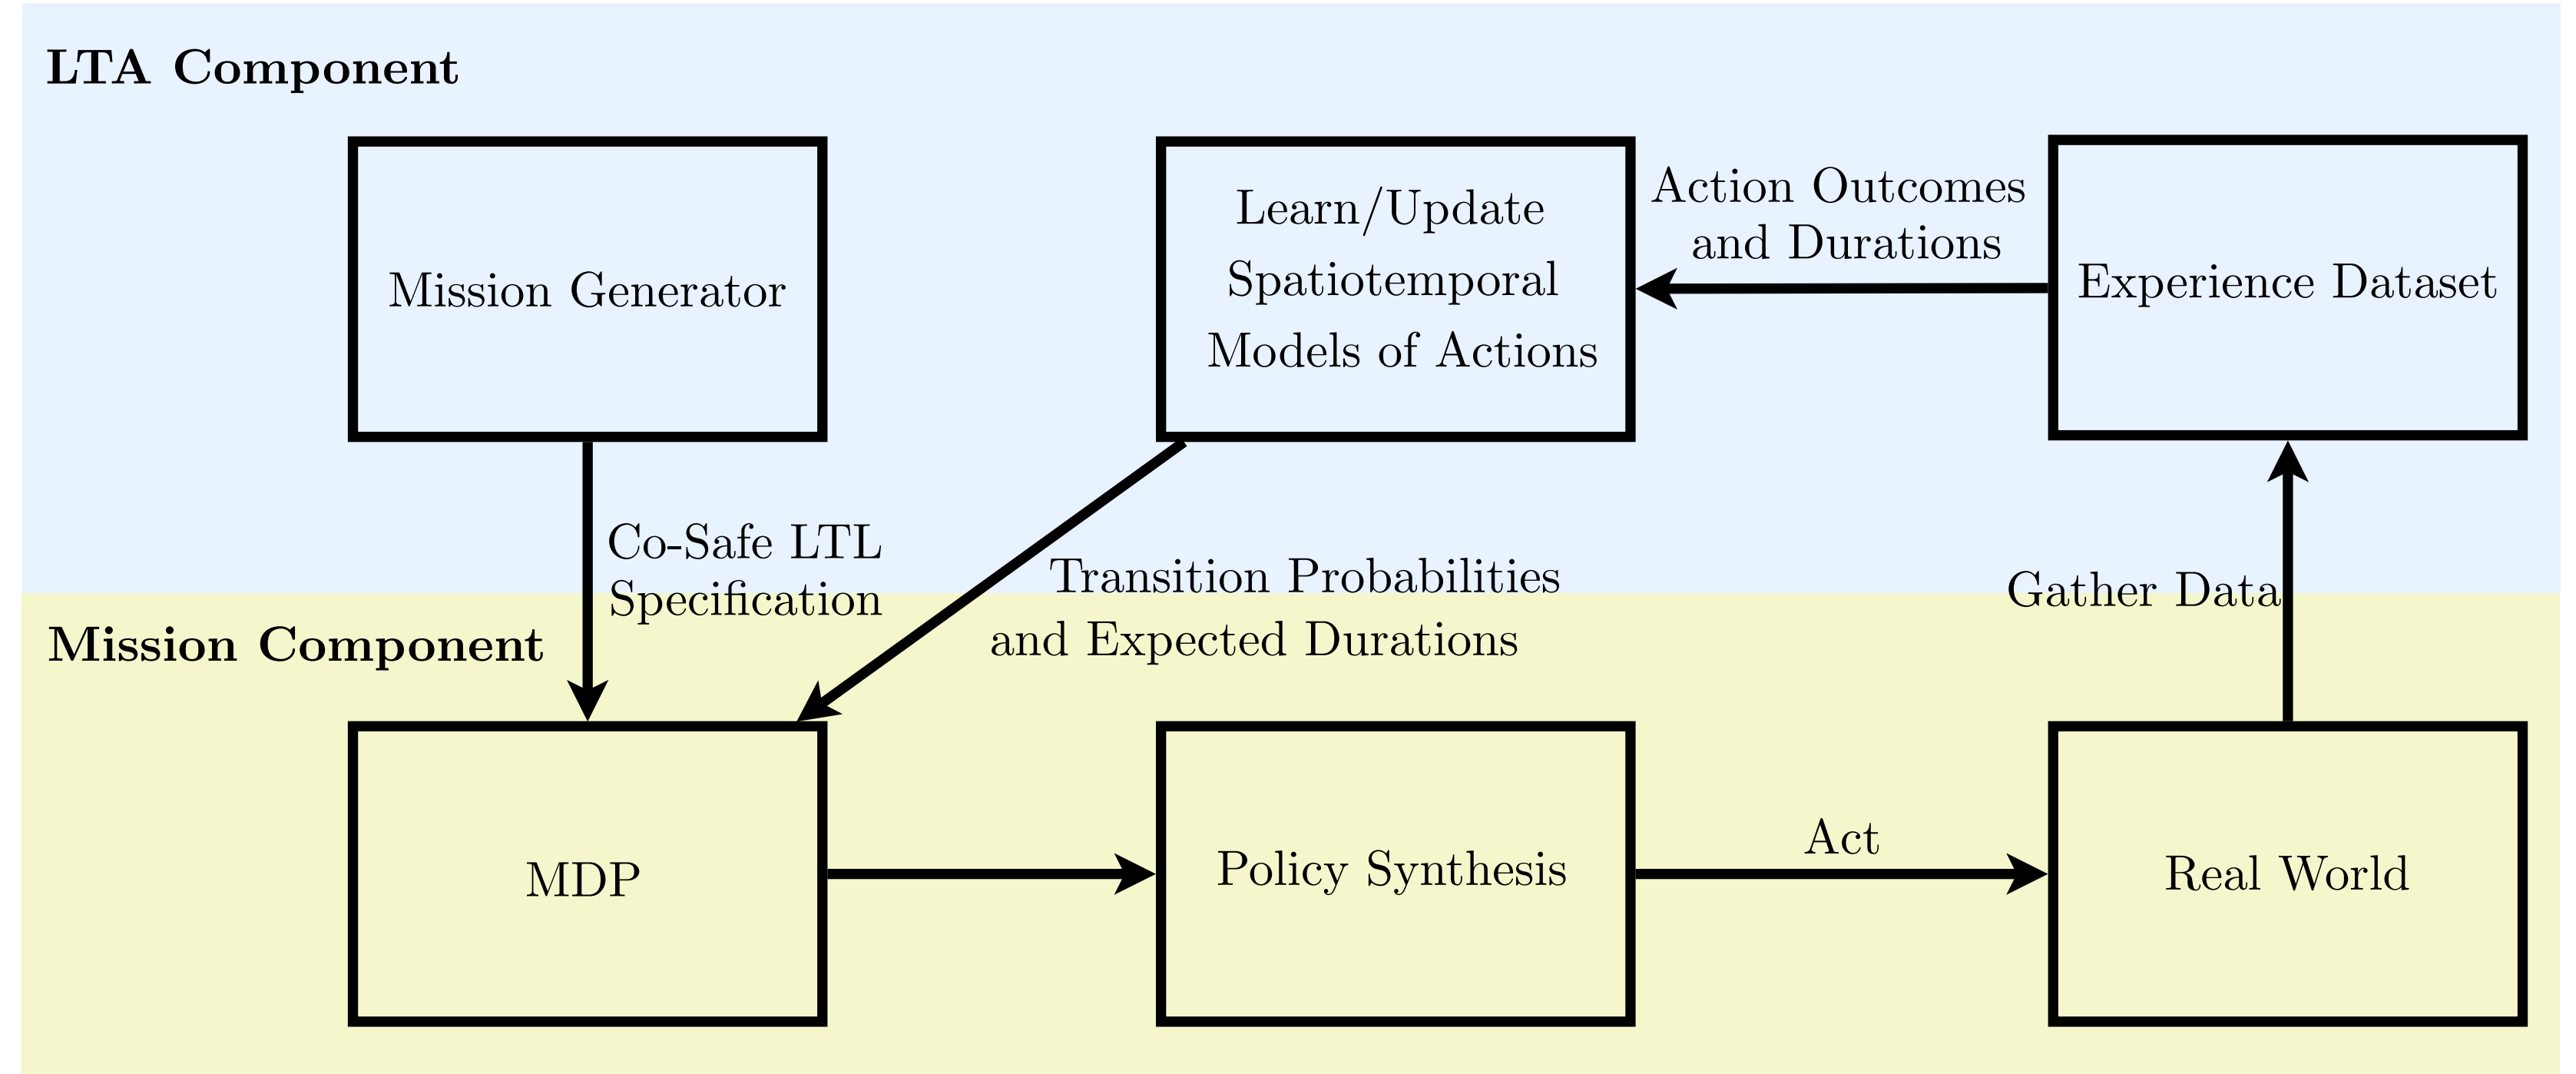 LTA Component
Mission Generator
Learn/Update
Spatiotemporal
Models of Actions
Action Outcomes
and Durations
Experience Dataset
Co-Safe LTL
Specification
Transition Probabilities
and Expected Durations
Gather Data
Mission Component
MDP
Policy Synthesis
Act
Real World